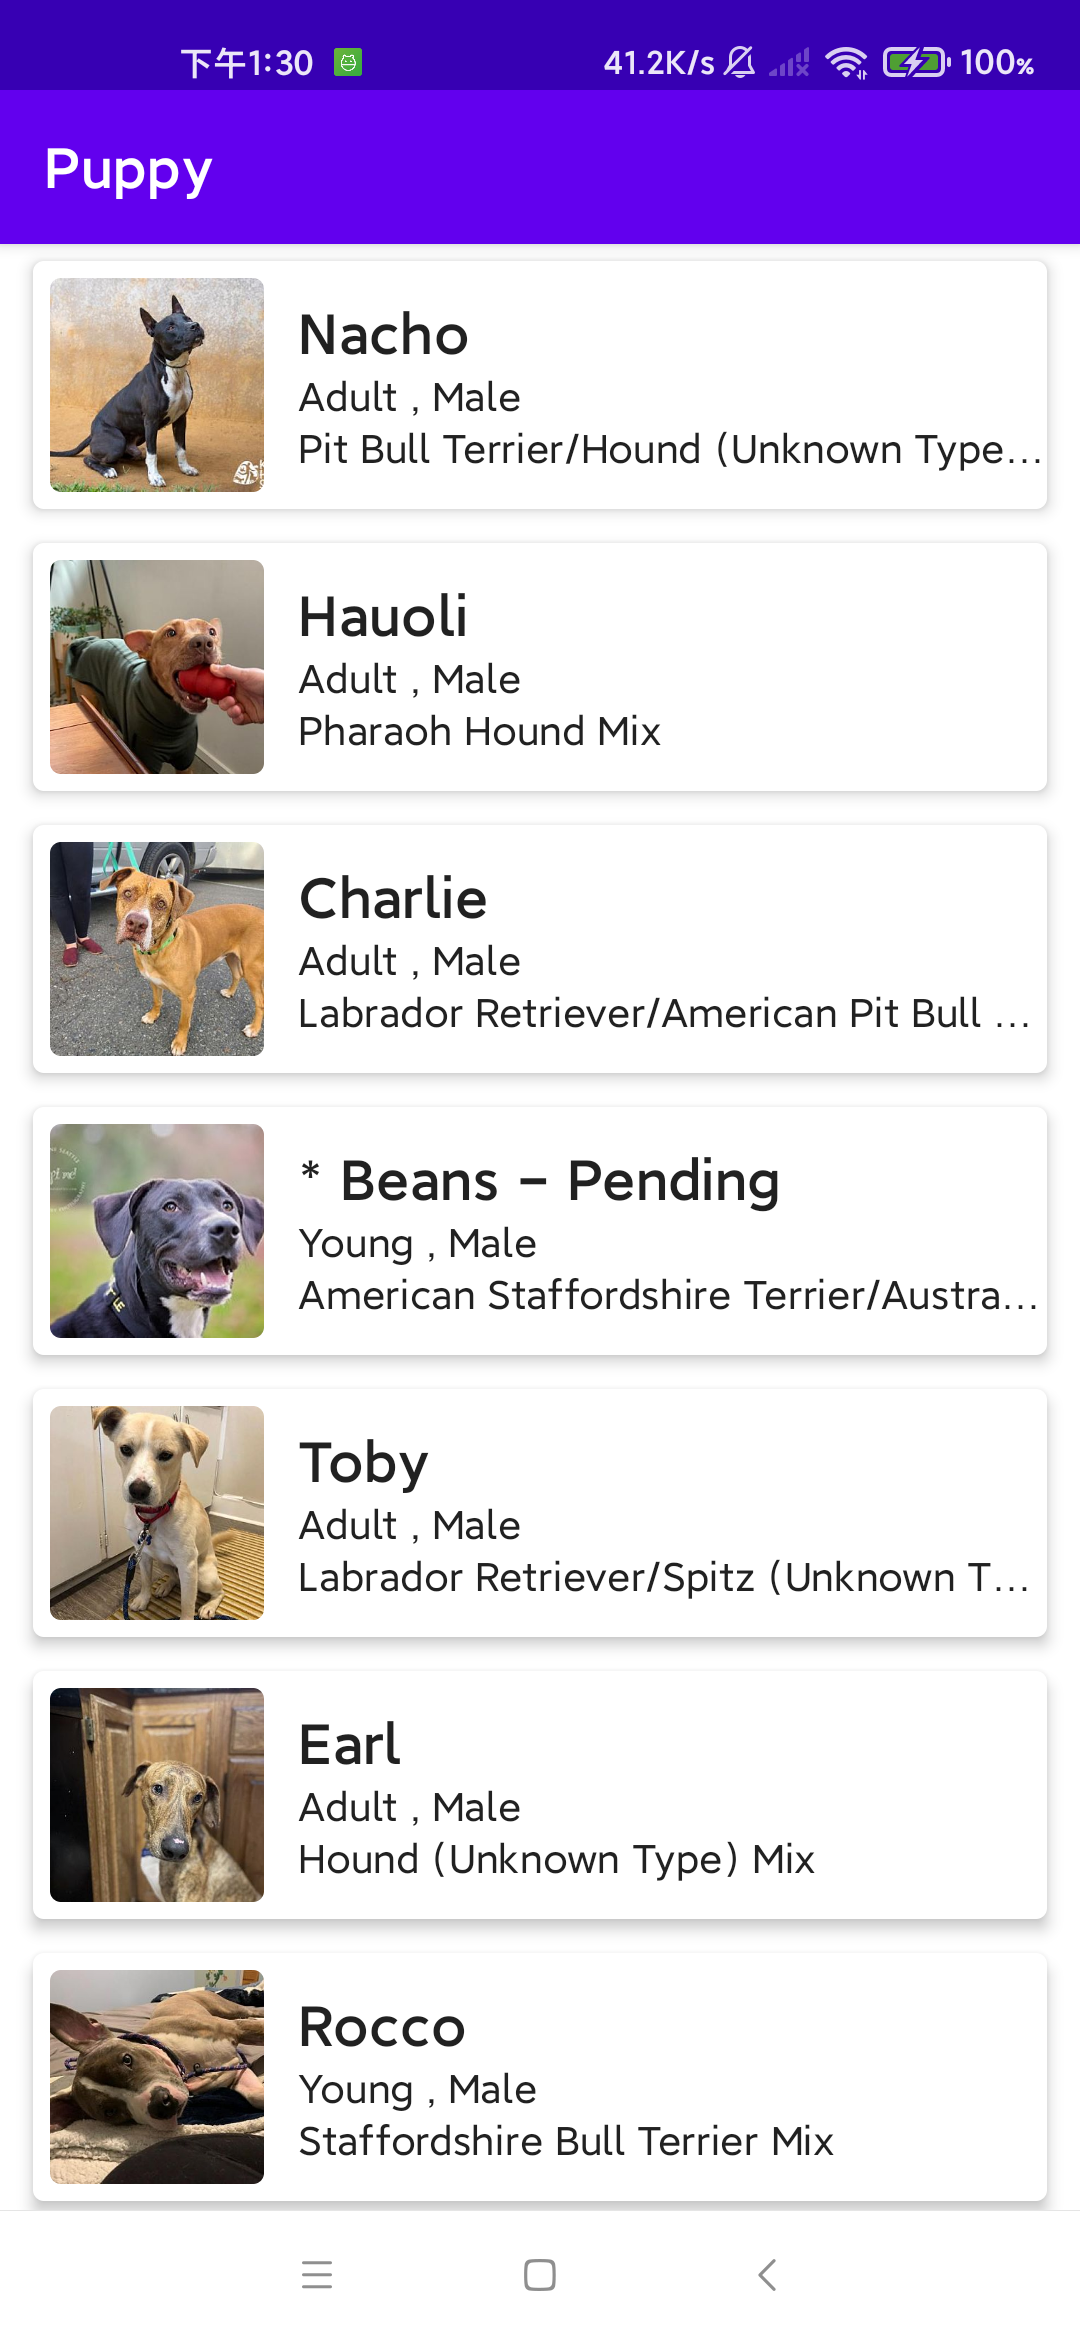 下午1:30 41.2K/s 100%
Puppy
Nacho
Adult , Male
Pit Bull Terrier/Hound (Unknown Type...
Hauoli
Adult , Male
Pharaoh Hound Mix
Charlie
Adult , Male
Labrador Retriever/American Pit Bull ...
* Beans - Pending
Young , Male
American Staffordshire Terrier/Austra...
Toby
Adult , Male
Labrador Retriever/Spitz (Unknown T...
Earl
Adult , Male
Hound (Unknown Type) Mix
Rocco
Young , Male
Staffordshire Bull Terrier Mix